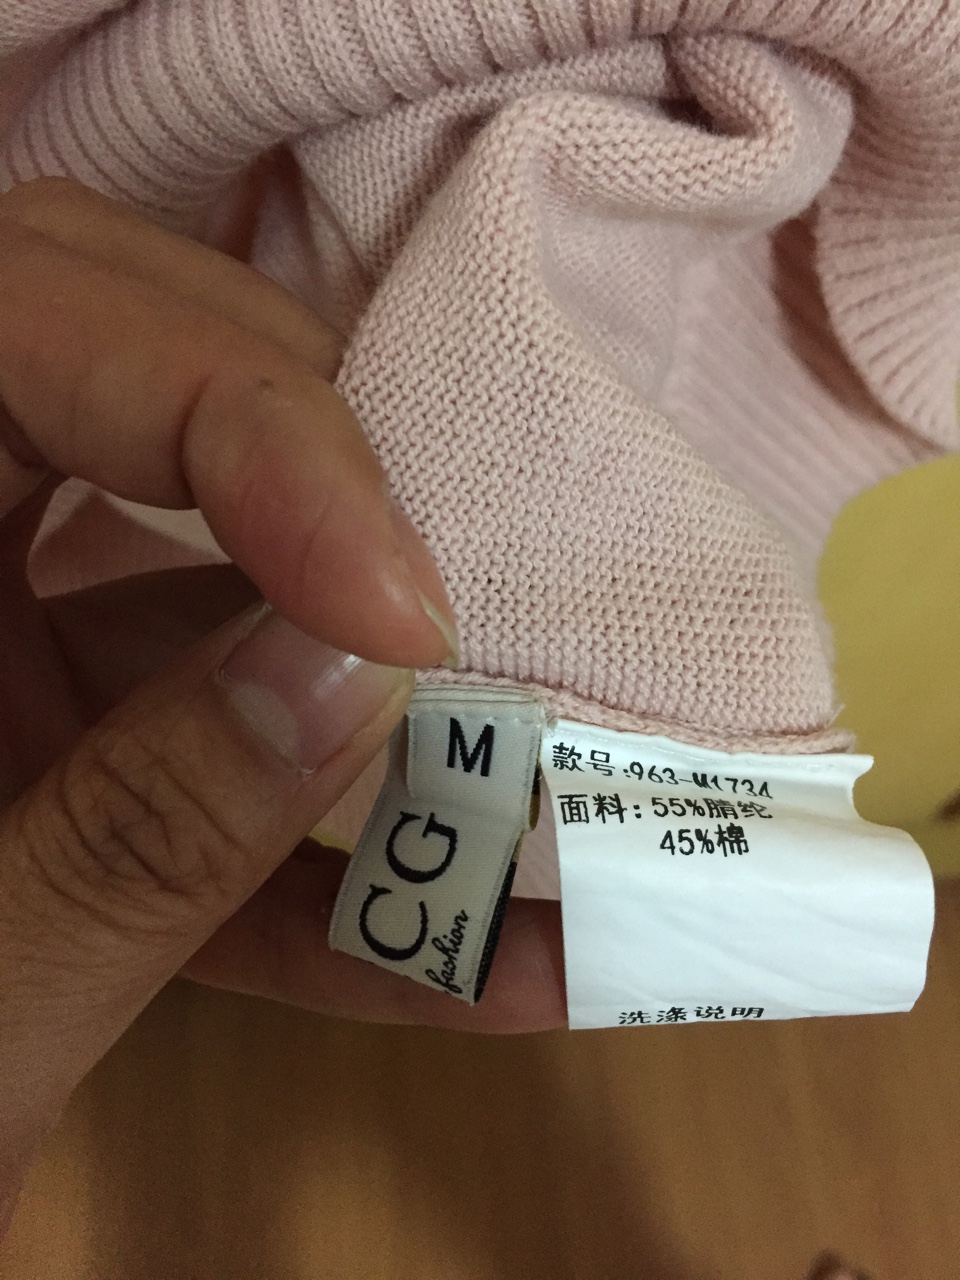 M
CG
fashion
款号:963-M1734
面料:55%腈纶
45%棉
洗涤说明